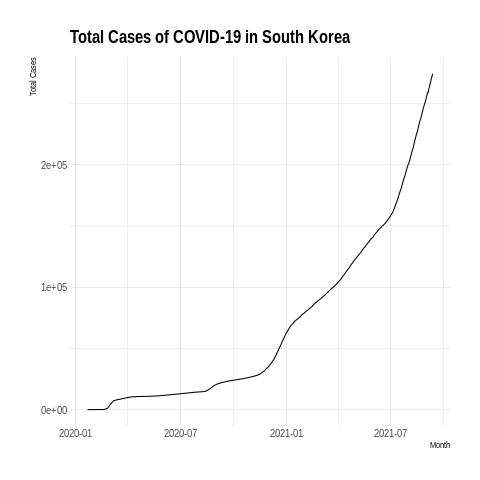 Total Cases of COVID-19 in South Korea
Total Cases
2e+05
1e+05
0e+00
2020-01 2020-07 2021-01 2021-07
Month